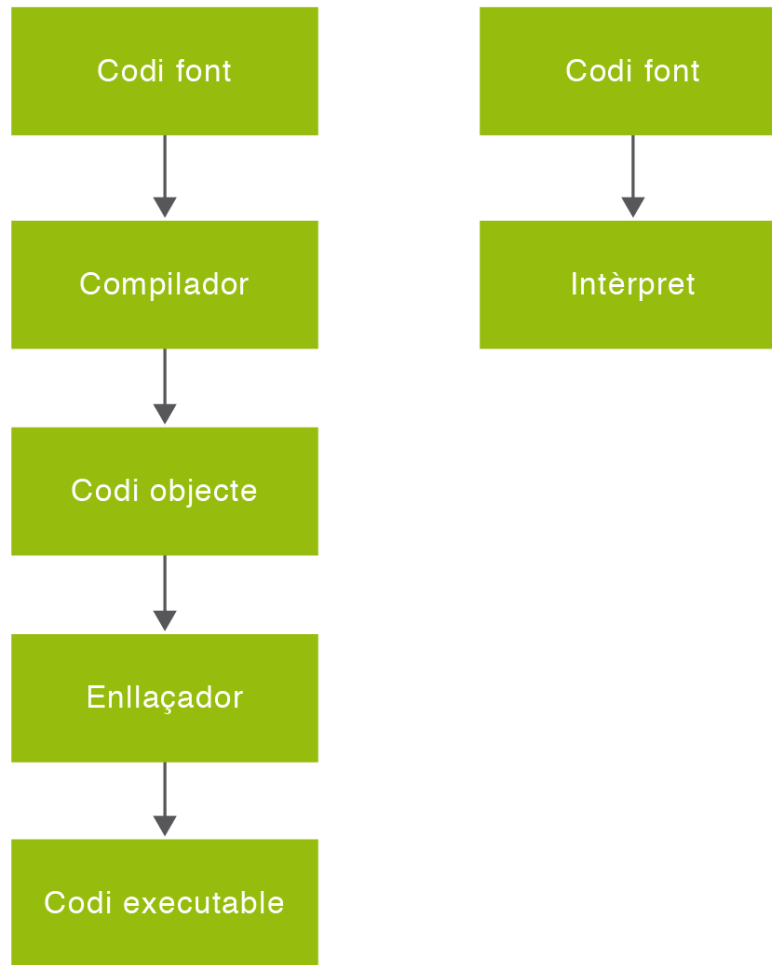 Codi font
Compilador
Codi objecte
Enllaçador
Codi executable
Codi font
Intèrpret